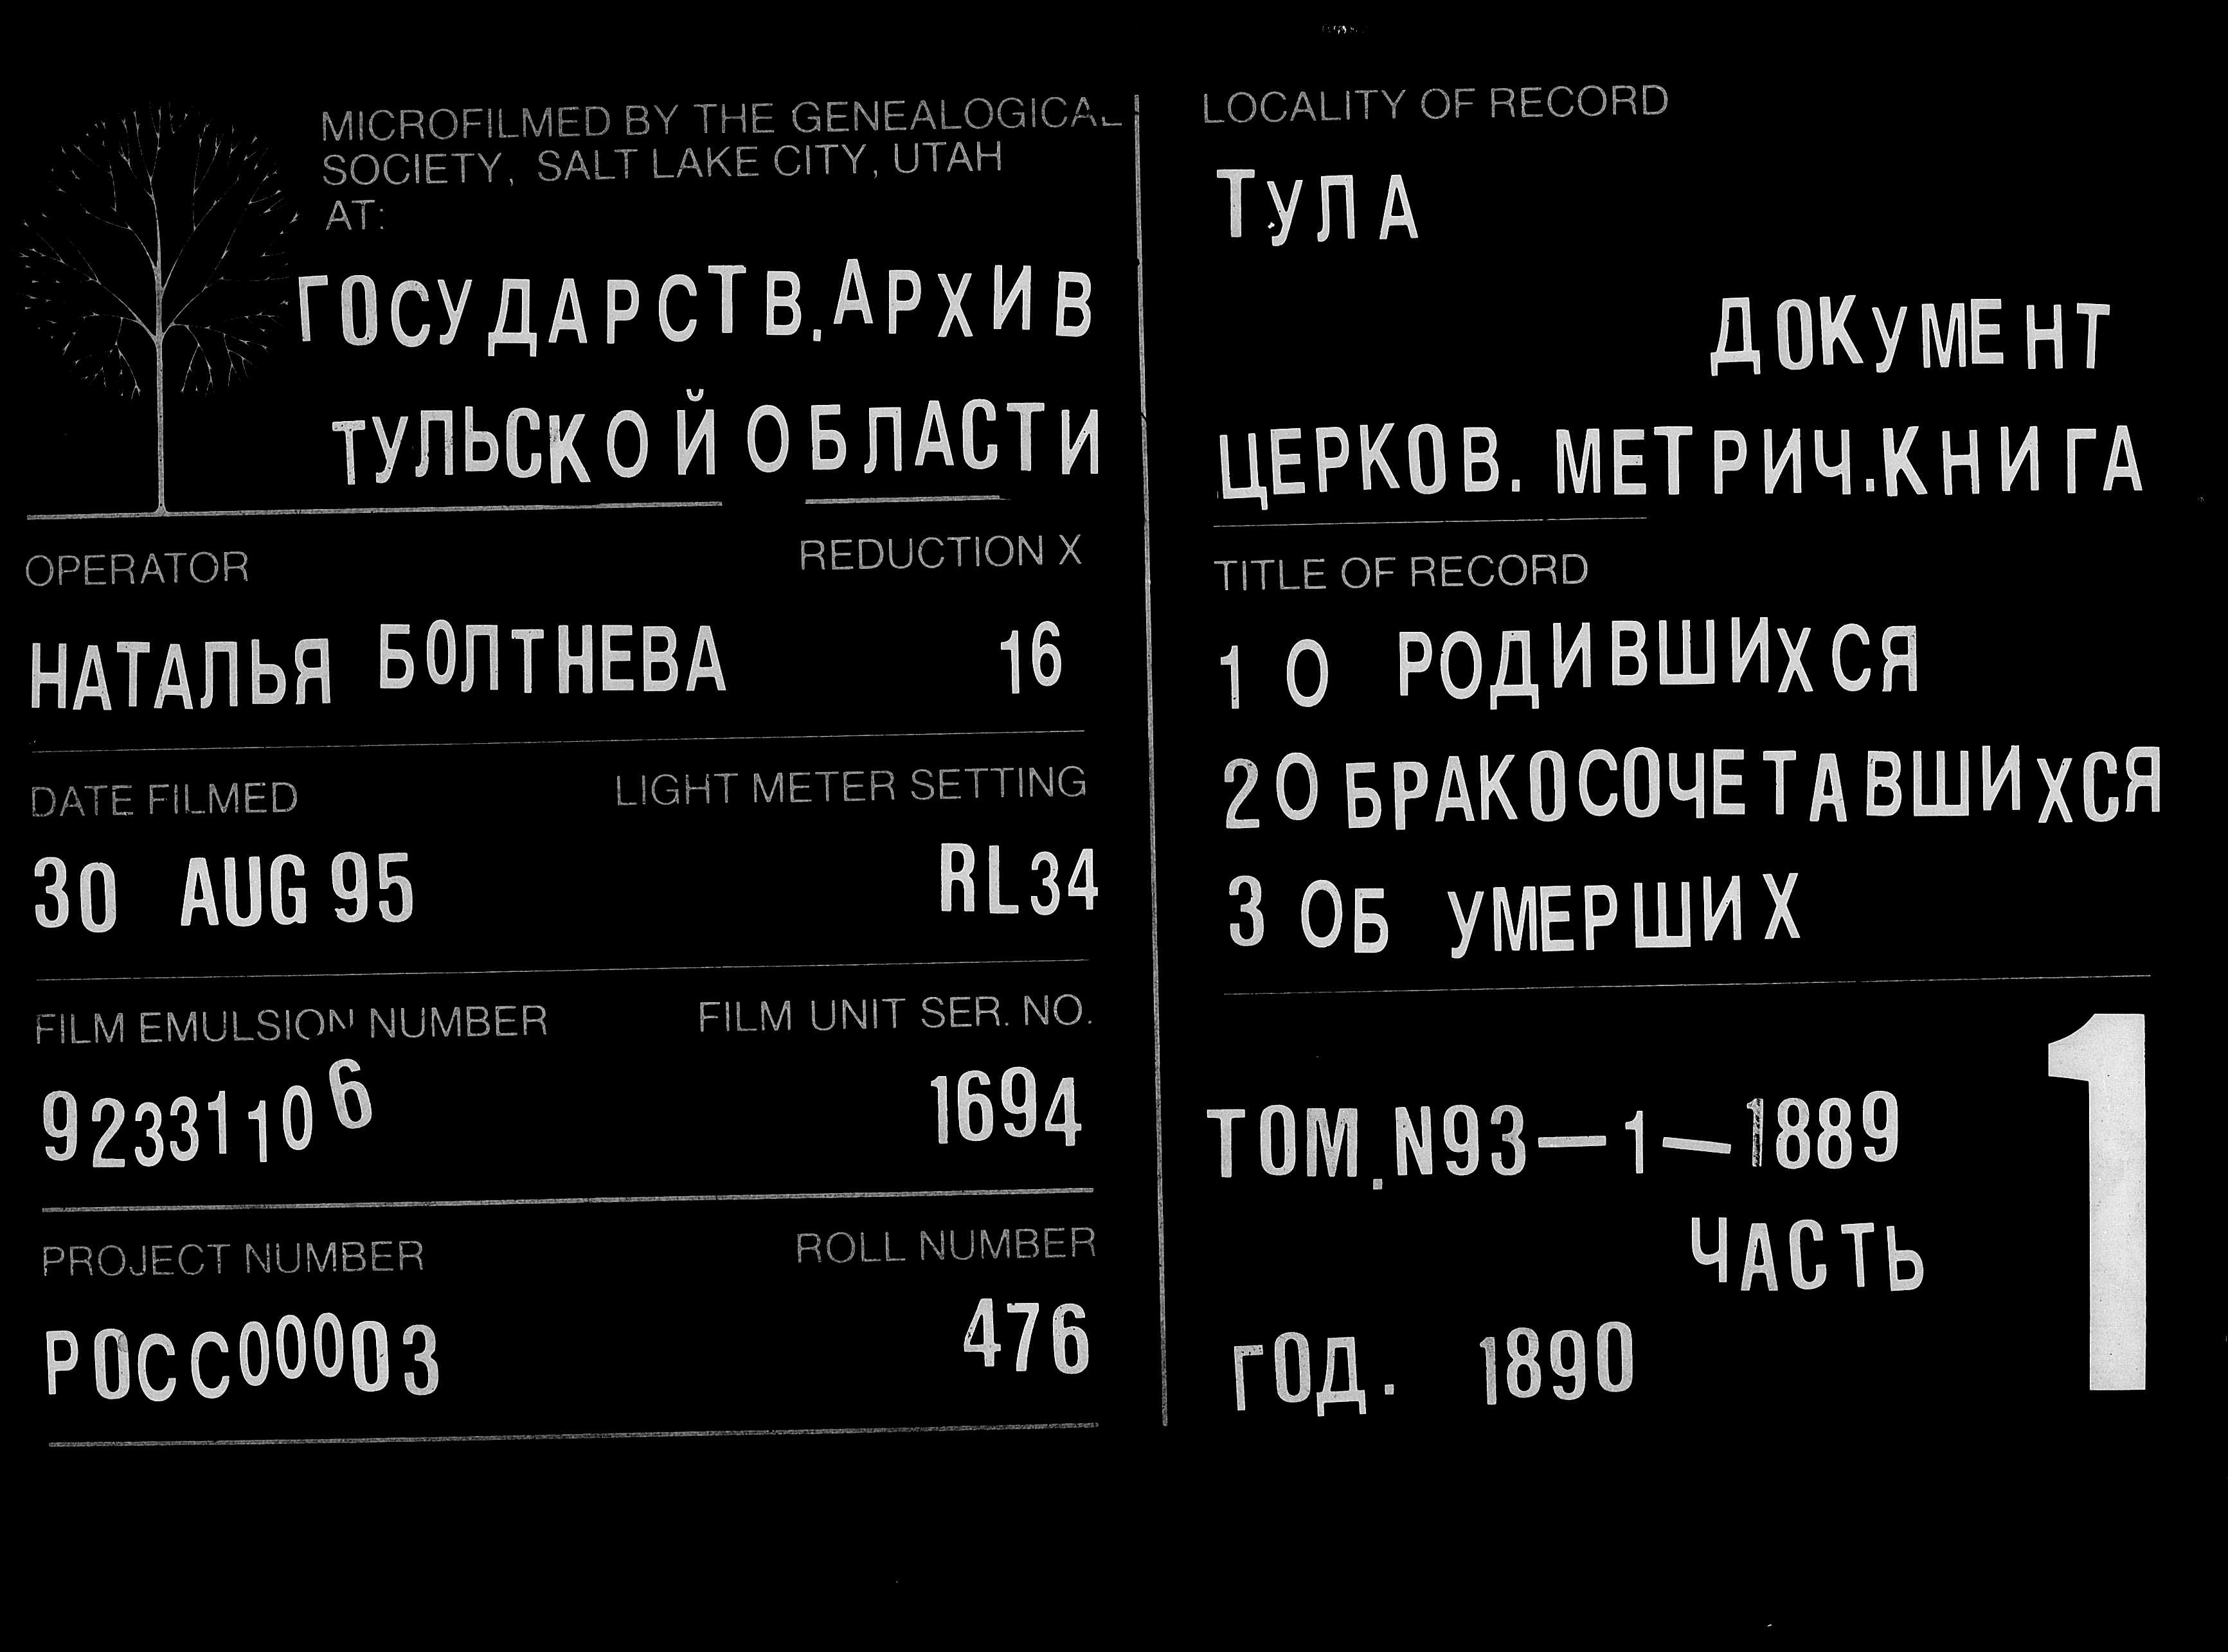 MICROFILMED BY THE GENEALOGICAL
SOCIETY, SALT LAKE CITY, UTAH
AT:
ГОСУДАРСТВ. АРХИВ
ТУЛЬСКОЙ ОБЛАСТИ
OPERATOR REDUCTION X
НАТАЛЬЯ БОЛТНЕВА 16
DATE FILMED LIGHT METER SETTING
30 AUG 95 RL34
FILM EMULSION NUMBER FILM UNIT SER. NO.
92331106 1694
PROJECT NUMBER ROLL NUMBER
РОСС00003 476
LOCALITY OF RECORD
ТУЛА
ДОКУМЕНТ
ЦЕРКОВ. МЕТРИЧ. КНИГА
TITLE OF RECORD
1 О РОДИВШИХСЯ
2 О БРАКОСОЧЕТАВШИХСЯ
3 ОБ УМЕРШИХ
ТОМ. N93—1—1889
ЧАСТЬ 1
ГОД. 1890